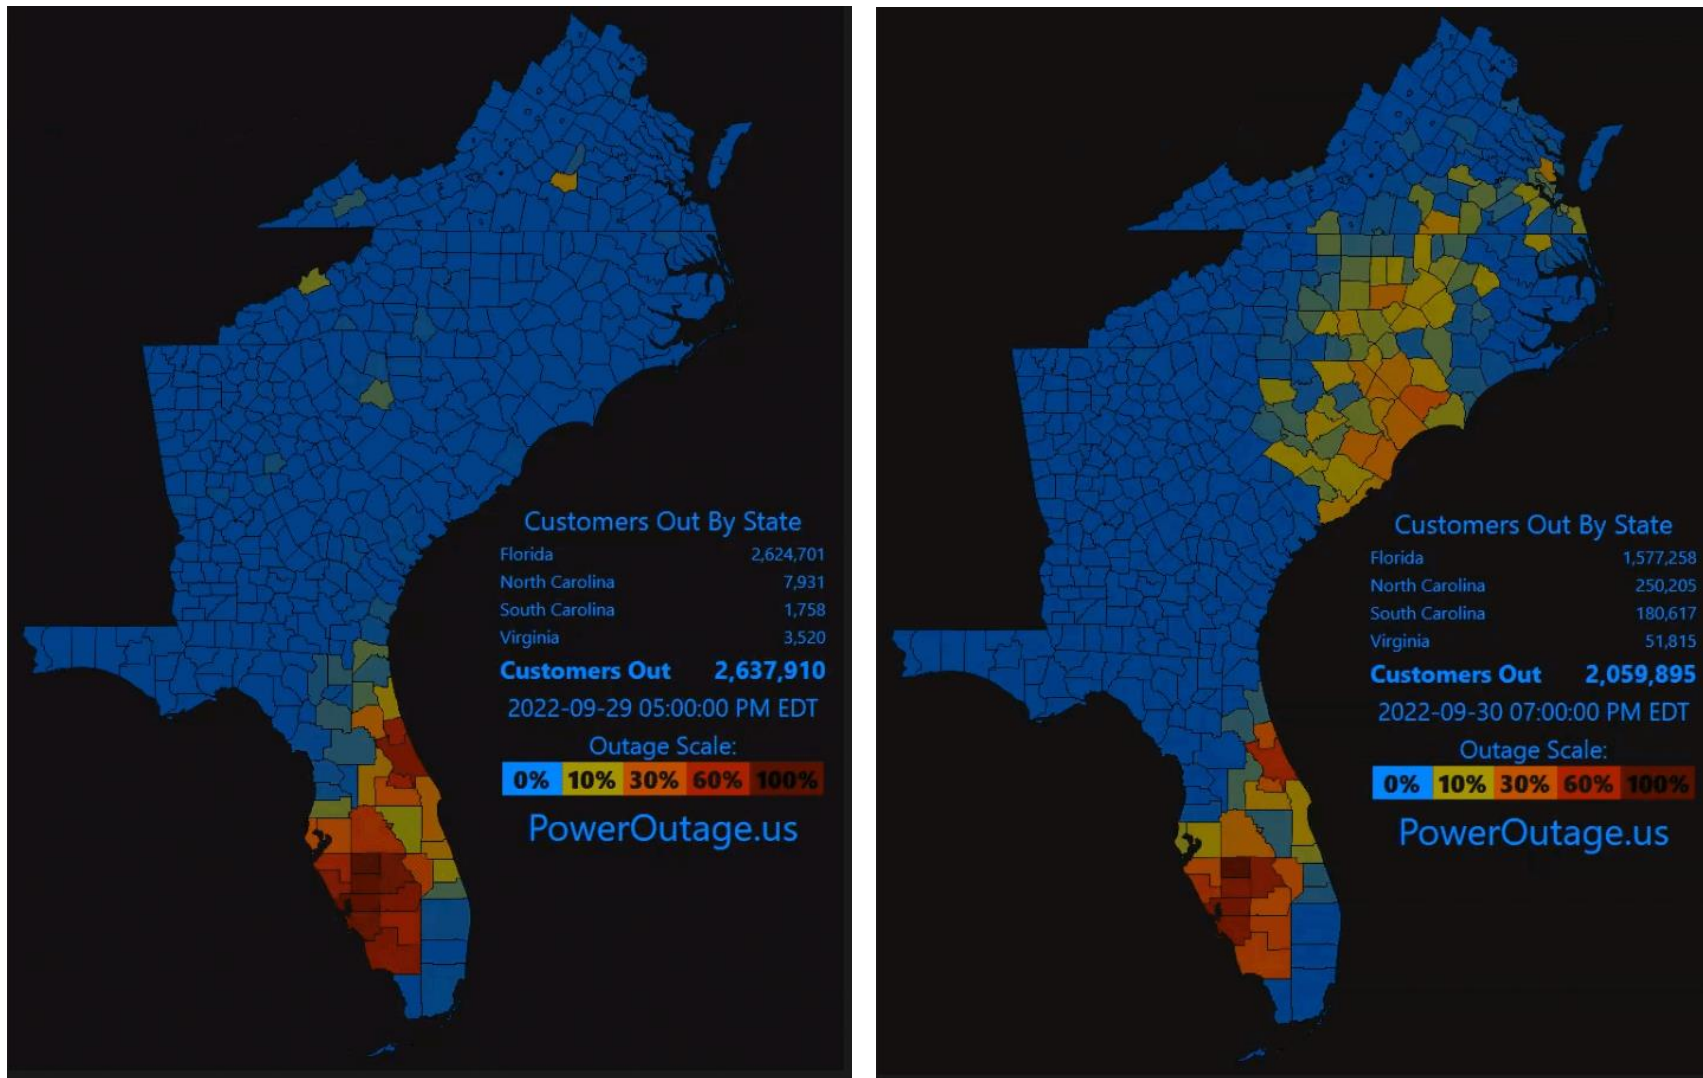 Customers Out By State
Florida 2,624,701
North Carolina 7,931
South Carolina 1,758
Virginia 3,520
Customers Out 2,637,910
2022-09-29 05:00:00 PM EDT
Outage Scale:
0% 10% 30% 60% 100%
PowerOutage.us
Customers Out By State
Florida 1,577,258
North Carolina 250,205
South Carolina 180,617
Virginia 51,815
Customers Out 2,059,895
2022-09-30 07:00:00 PM EDT
Outage Scale:
0% 10% 30% 60% 100%
PowerOutage.us